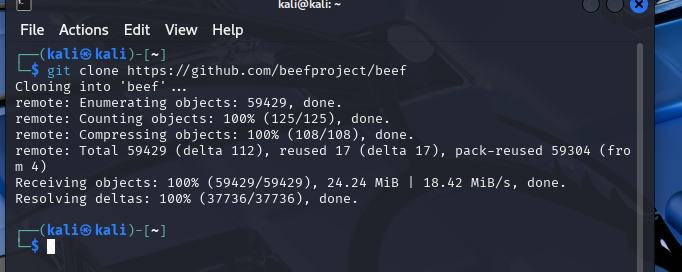 kali@kali: ~
File Actions Edit View Help
┌──(kali㉿kali)-[~]
└─$ git clone https://github.com/beefproject/beef
Cloning into 'beef'...
remote: Enumerating objects: 59429, done.
remote: Counting objects: 100% (125/125), done.
remote: Compressing objects: 100% (108/108), done.
remote: Total 59429 (delta 112), reused 17 (delta 17), pack-reused 59304 (fro
m 4)
Receiving objects: 100% (59429/59429), 24.24 MiB | 18.42 MiB/s, done.
Resolving deltas: 100% (37736/37736), done.
┌──(kali㉿kali)-[~]
└─$